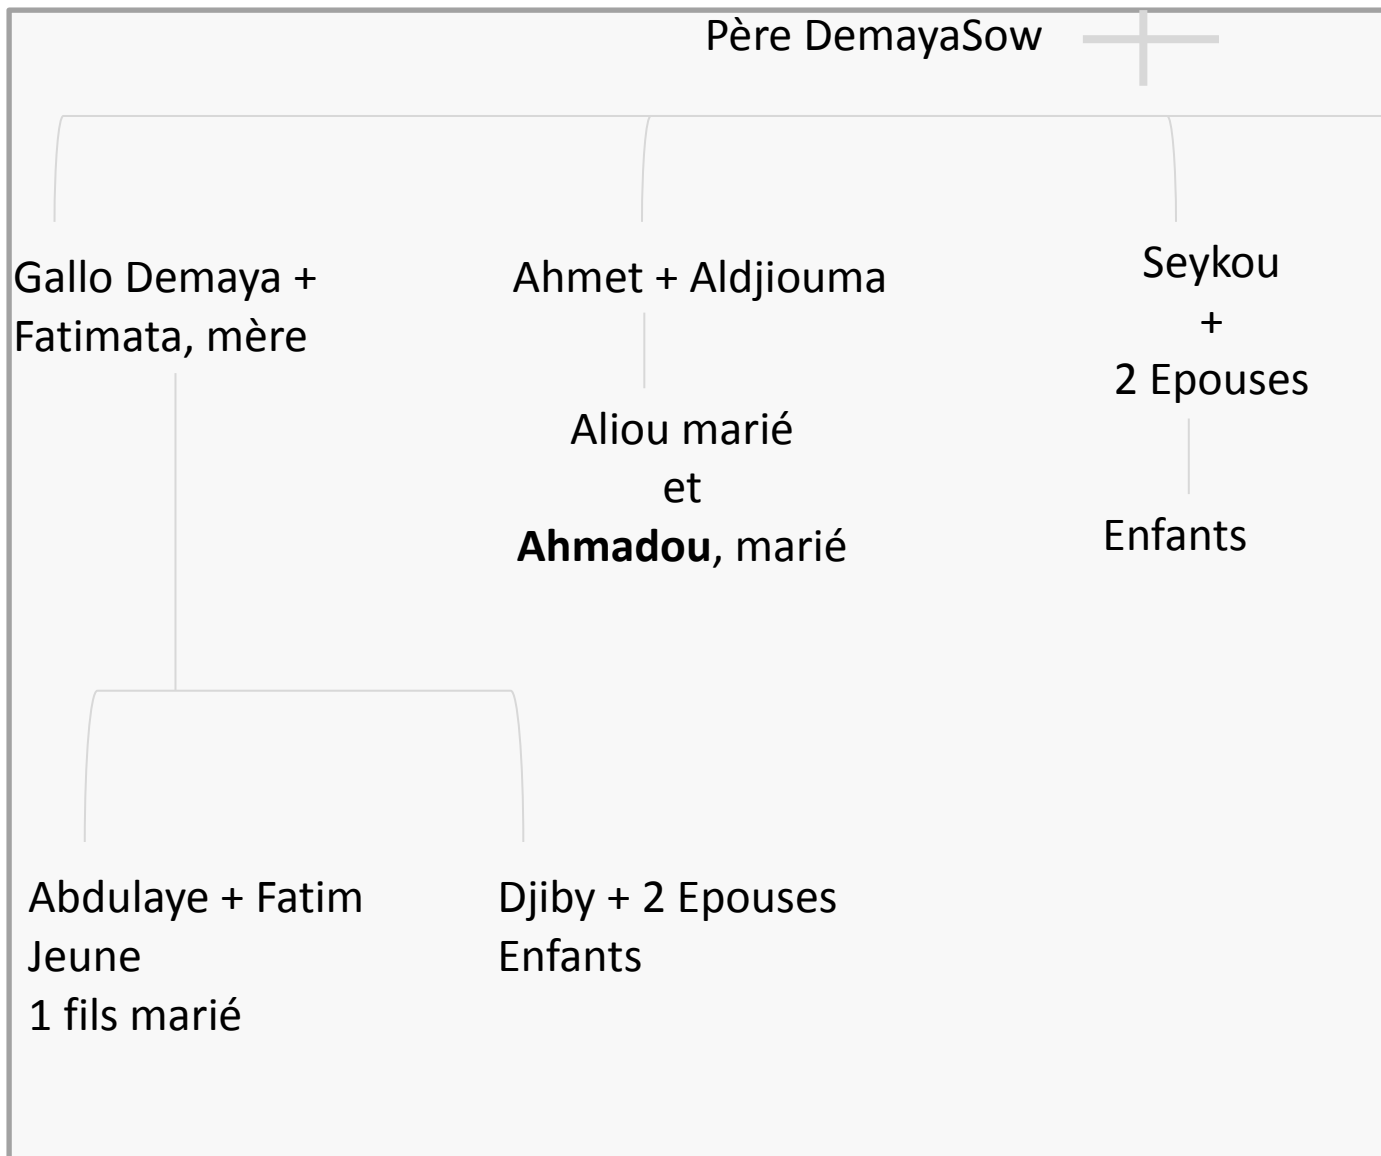 Père DemayaSow
Gallo Demaya +
Fatimata, mère
Ahmet + Aldjiouma
Aliou marié
et
Ahmadou, marié
Seykou
+
2 Epouses
Enfants
Abdulaye + Fatim
Jeune
1 fils marié
Djiby + 2 Epouses
Enfants